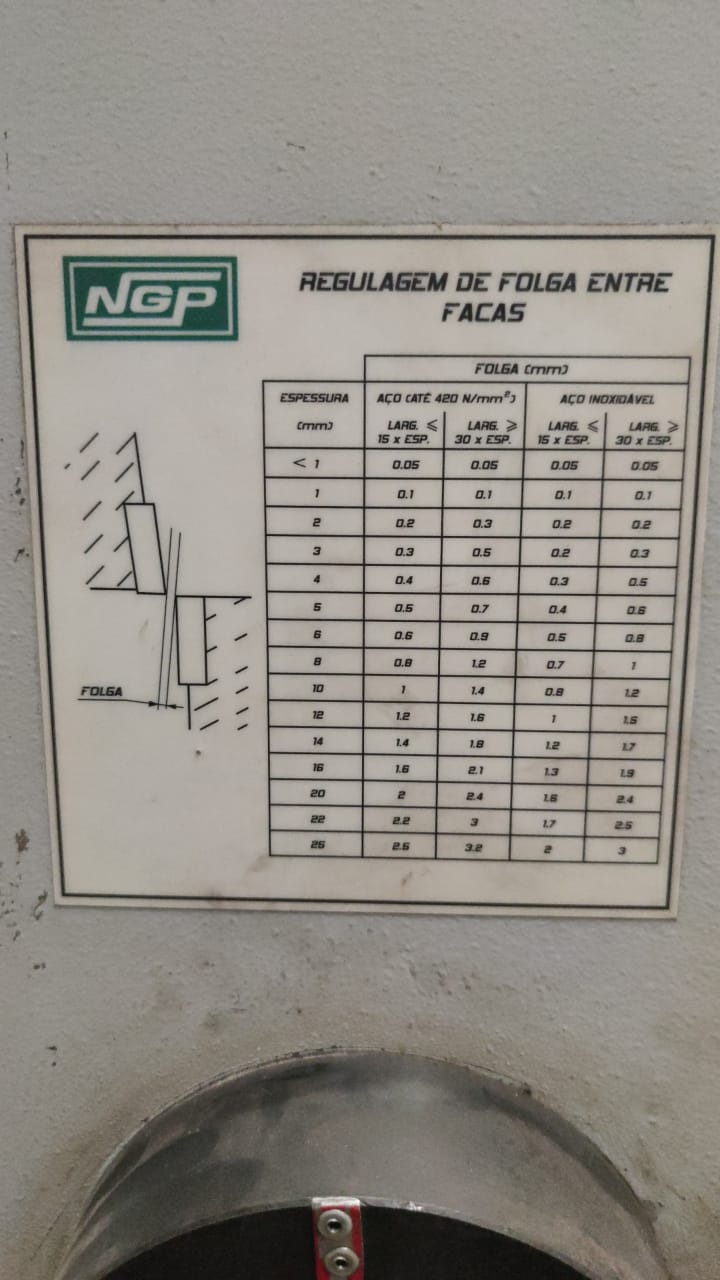 NGP
REGULAGEM DE FOLGA ENTRE
FACAS
FOLGA (mm)
ESPESSURA (mm) AÇO (ATÉ 420 N/mm²) AÇO INOXIDÁVEL
LARG. ⩽ 15 x ESP. LARG. ⩾ 30 x ESP. LARG. ⩽ 15 x ESP. LARG. ⩾ 30 x ESP.
< 1 0.05 0.05 0.05 0.05
1 0.1 0.1 0.1 0.1
2 0.2 0.3 0.2 0.2
3 0.3 0.5 0.2 0.3
4 0.4 0.6 0.3 0.5
5 0.5 0.7 0.4 0.6
6 0.6 0.9 0.5 0.8
8 0.8 1.2 0.7 1
10 1 1.4 0.8 1.2
12 1.2 1.6 1 1.5
14 1.4 1.8 1.2 1.7
16 1.6 2.1 1.3 1.9
20 2 2.4 1.6 2.4
22 2.2 3 1.7 2.5
25 2.5 3.2 2 3
FOLGA